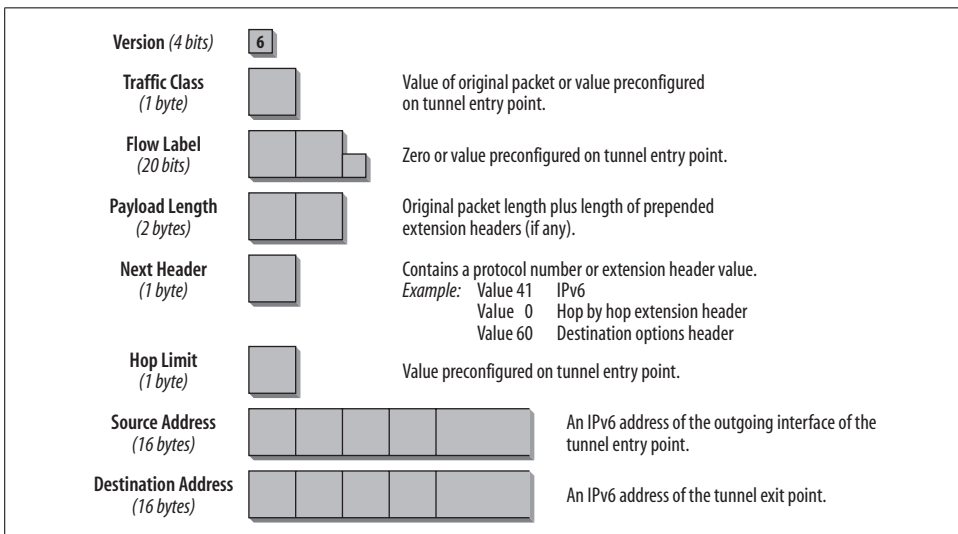 Version (4 bits) 6
Traffic Class
(1 byte)
Value of original packet or value preconfigured
on tunnel entry point.
Flow Label
(20 bits)
Zero or value preconfigured on tunnel entry point.
Payload Length
(2 bytes)
Original packet length plus length of prepended
extension headers (if any).
Next Header
(1 byte)
Contains a protocol number or extension header value.
Example: Value 41 IPv6
Value 0 Hop by hop extension header
Value 60 Destination options header
Hop Limit
(1 byte)
Value preconfigured on tunnel entry point.
Source Address
(16 bytes)
An IPv6 address of the outgoing interface of the
tunnel entry point.
Destination Address
(16 bytes)
An IPv6 address of the tunnel exit point.